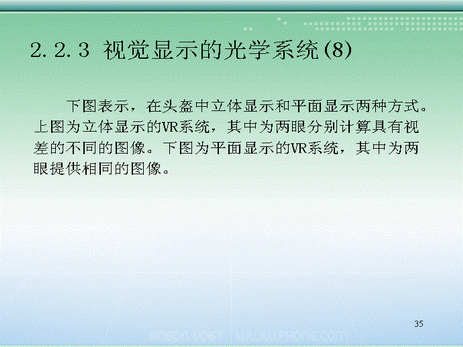 2.2.3 视觉显示的光学系统(8)
下图表示，在头盔中立体显示和平面显示两种方式。
上图为立体显示的VR系统，其中为两眼分别计算具有视
差的不同的图像。下图为平面显示的VR系统，其中为两
眼提供相同的图像。
35